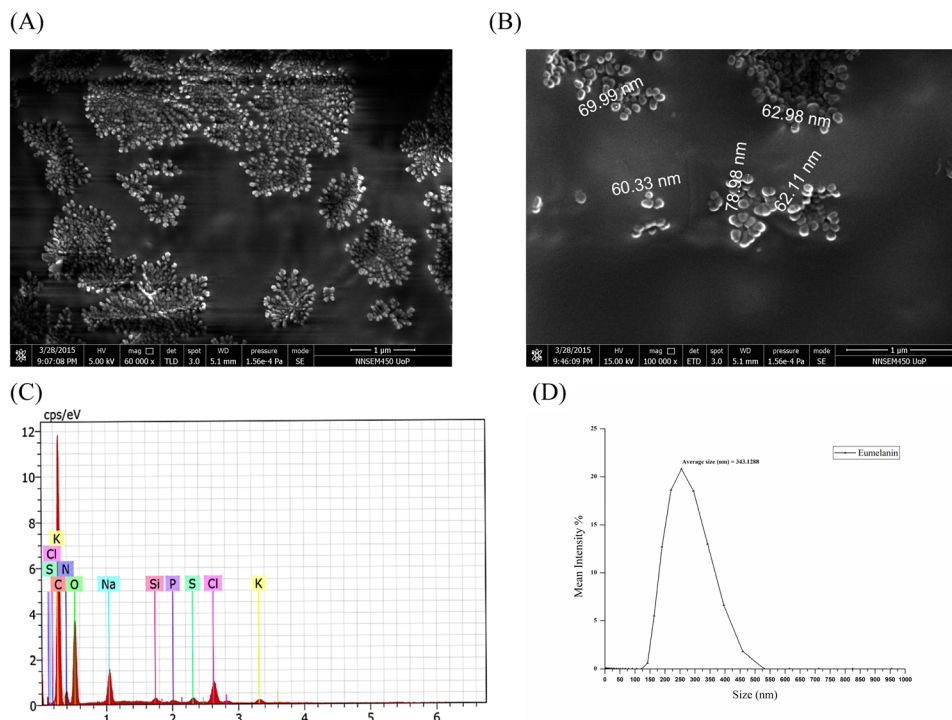 (A)
(B)
3/28/2015 HV mag det spot WD pressure mode 1 µm
9:07:08 PM 5.00 kV 60 000 x TLD 3.0 5.1 mm 1.56e-4 Pa SE NNSEM450 UoP
69.99 nm
62.98 nm
60.33 nm
78.98 nm
62.11 nm
3/28/2015 HV mag det spot WD pressure mode 1 µm
9:46:09 PM 15.00 kV 100 000 x ETD 3.0 5.1 mm 1.56e-4 Pa SE NNSEM450 UoP
(C)
cps/eV
12
10
8
6
4
2
0
K
Cl
S N
C O Na Si P S Cl K
1 2 3 4 5 6
(D)
25
20
15
10
5
0
Mean Intensity %
Average size (nm) = 343.1288
Eumelanin
0 50 100 150 200 250 300 350 400 450 500 550 600 650 700 750 800 850 900 950 1000
Size (nm)